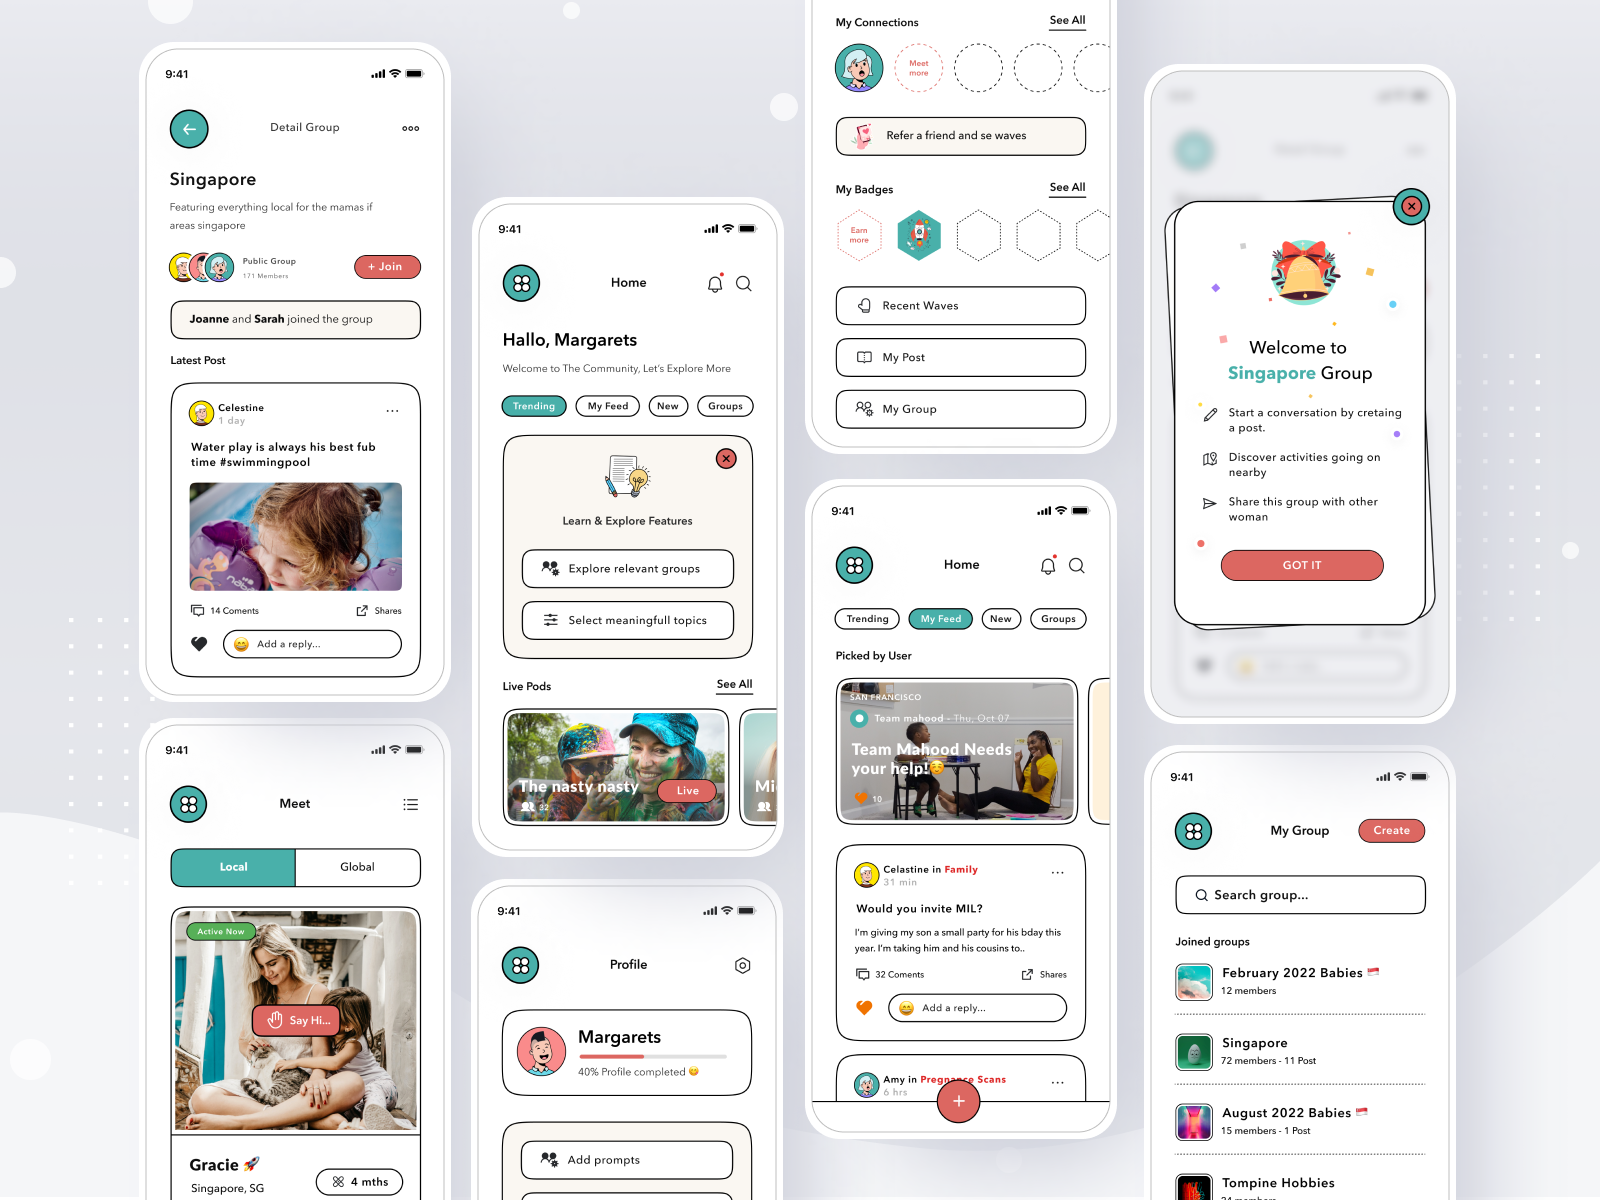 9:41
Detail Group
Singapore
Featuring everything local for the mamas if
areas singapore
Public Group
171 Members
+ Join
Joanne and Sarah joined the group
Latest Post
Celestine
1 day
Water play is always his best fub
time #swimmingpool
14 Coments
Shares
Add a reply...
9:41
Meet
Local
Global
Active Now
Say Hi...
Gracie
Singapore, SG
4 mths
9:41
Home
Hallo, Margarets
Welcome to The Community, Let's Explore More
Trending
My Feed
New
Groups
Learn & Explore Features
Explore relevant groups
Select meaningfull topics
Live Pods
See All
The nasty nasty
32
Live
Mi
9:41
Profile
Margarets
40% Profile completed
Add prompts
My Connections
See All
Meet
more
Refer a friend and se waves
My Badges
See All
Earn
more
Recent Waves
My Post
My Group
9:41
Home
Trending
My Feed
New
Groups
Picked by User
SAN FRANCISCO
Team mahood - Thu, Oct 07
Team Mahood Needs
your help!
10
Celastine in Family
31 min
Would you invite MIL?
I'm giving my son a small party for his bday this
year. I'm taking him and his cousins to..
32 Coments
Shares
Add a reply...
Amy in Pregnance Scans
6 hrs
Welcome to
Singapore Group
Start a conversation by cretaing
a post.
Discover activities going on
nearby
Share this group with other
woman
GOT IT
9:41
My Group
Create
Search group...
Joined groups
February 2022 Babies
12 members
Singapore
72 members - 11 Post
August 2022 Babies
15 members - 1 Post
Tompine Hobbies